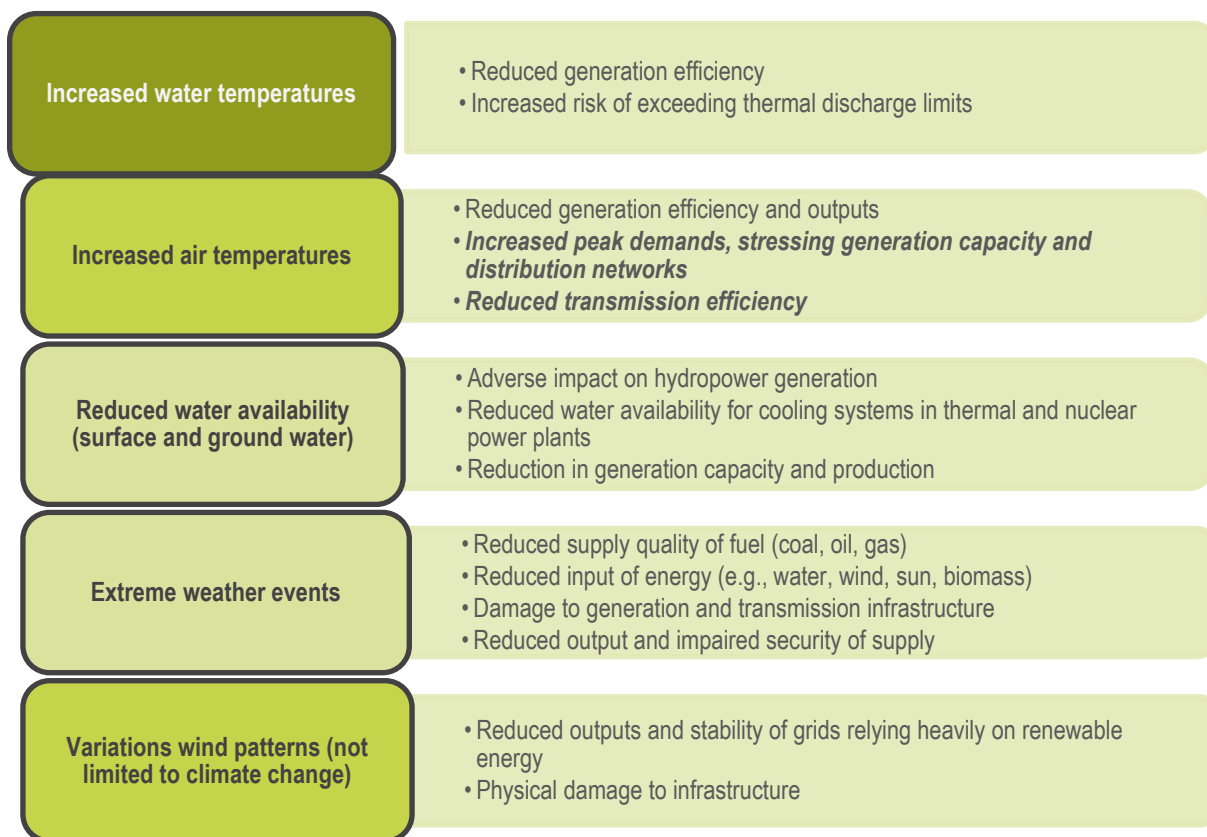 Increased water temperatures
• Reduced generation efficiency
• Increased risk of exceeding thermal discharge limits
Increased air temperatures
• Reduced generation efficiency and outputs
• Increased peak demands, stressing generation capacity and
distribution networks
• Reduced transmission efficiency
Reduced water availability
(surface and ground water)
• Adverse impact on hydropower generation
• Reduced water availability for cooling systems in thermal and nuclear
power plants
• Reduction in generation capacity and production
Extreme weather events
• Reduced supply quality of fuel (coal, oil, gas)
• Reduced input of energy (e.g., water, wind, sun, biomass)
• Damage to generation and transmission infrastructure
• Reduced output and impaired security of supply
Variations wind patterns (not
limited to climate change)
• Reduced outputs and stability of grids relying heavily on renewable
energy
• Physical damage to infrastructure